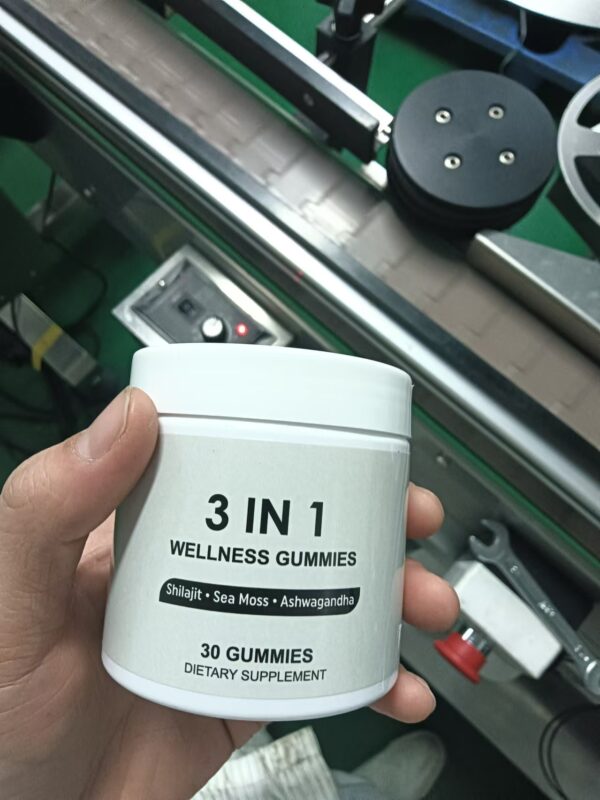 3 IN 1
WELLNESS GUMMIES
Shilajit • Sea Moss • Ashwagandha
30 GUMMIES
DIETARY SUPPLEMENT